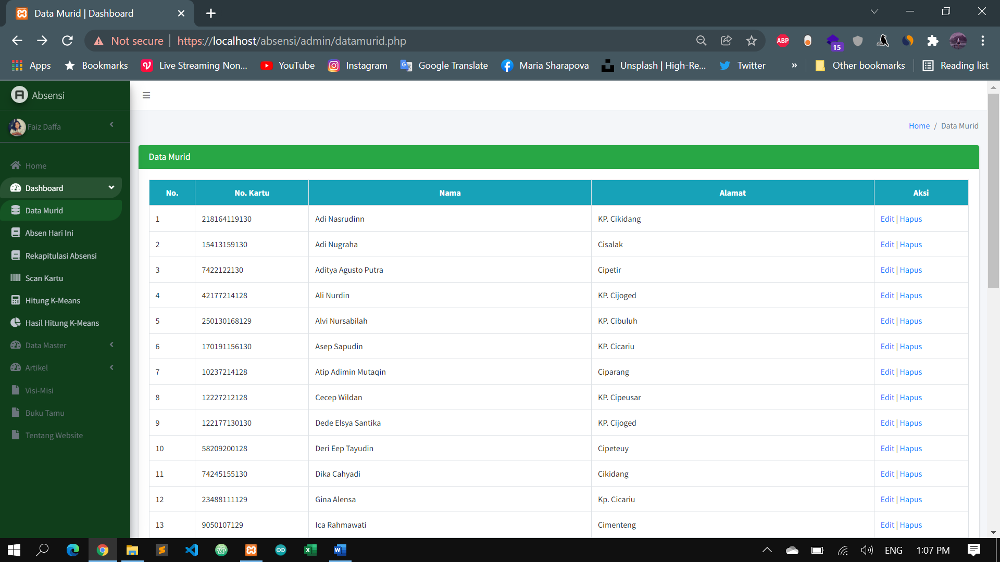 Data Murid | Dashboard
Not secure https://localhost/absensi/admin/datamurid.php
ABP
15
Apps Bookmarks Live Streaming Non... YouTube Instagram Google Translate Maria Sharapova Unsplash | High-Re... Twitter » Other bookmarks Reading list
Absensi
Faiz Daffa
Home / Data Murid
Home
Dashboard
Data Murid
Absen Hari Ini
Rekapitulasi Absensi
Scan Kartu
Hitung K-Means
Hasil Hitung K-Means
Data Master
Artikel
Visi-Misi
Buku Tamu
Tentang Website
Data Murid
No. No. Kartu Nama Alamat Aksi
1 218164119130 Adi Nasrudinn KP. Cikidang Edit | Hapus
2 15413159130 Adi Nugraha Cisalak Edit | Hapus
3 7422122130 Aditya Agusto Putra Cipetir Edit | Hapus
4 42177214128 Ali Nurdin KP. Cijoged Edit | Hapus
5 250130168129 Alvi Nursabilah KP. Cibuluh Edit | Hapus
6 170191156130 Asep Sapudin KP. Cicariu Edit | Hapus
7 10237214128 Atip Adimin Mutaqin Ciparang Edit | Hapus
8 12227212128 Cecep Wildan KP. Cipeusar Edit | Hapus
9 122177130130 Dede Elsya Santika KP. Cijoged Edit | Hapus
10 58209200128 Deri Eep Tayudin Cipeteuy Edit | Hapus
11 74245155130 Dika Cahyadi Cikidang Edit | Hapus
12 23488111129 Gina Alensa Kp. Cicariu Edit | Hapus
13 9050107129 Ica Rahmawati Cimenteng Edit | Hapus
ENG 1:07 PM